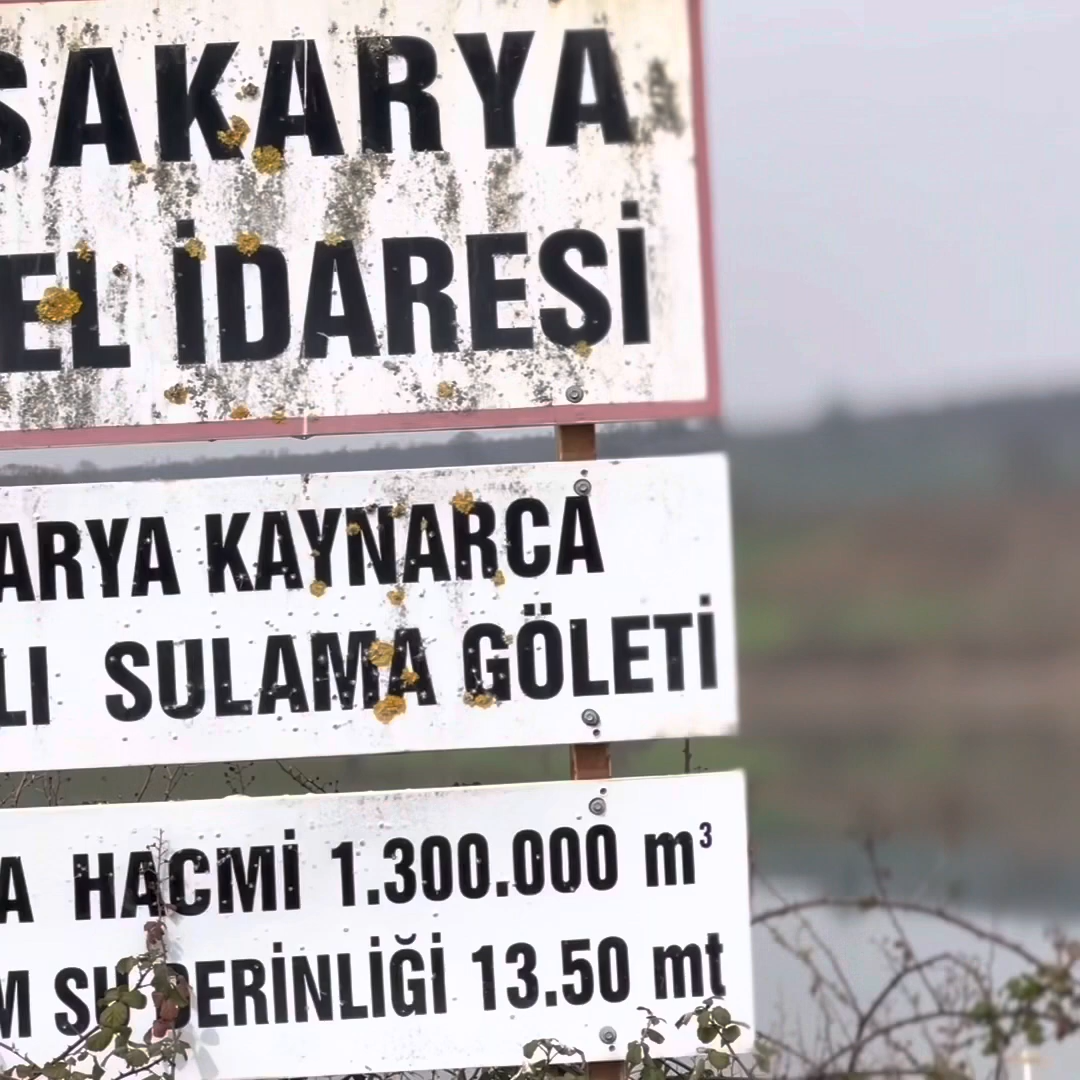 SAKARYA
EL İDARESİ
ARYA KAYNARCA
LI SULAMA GÖLETİ
A HACMİ 1.300.000 m³
M SU DERİNLİĞİ 13.50 mt